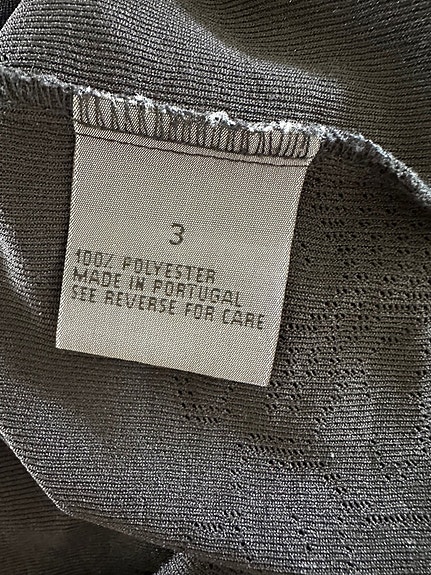 3
100% POLYESTER
MADE IN PORTUGAL
SEE REVERSE FOR CARE